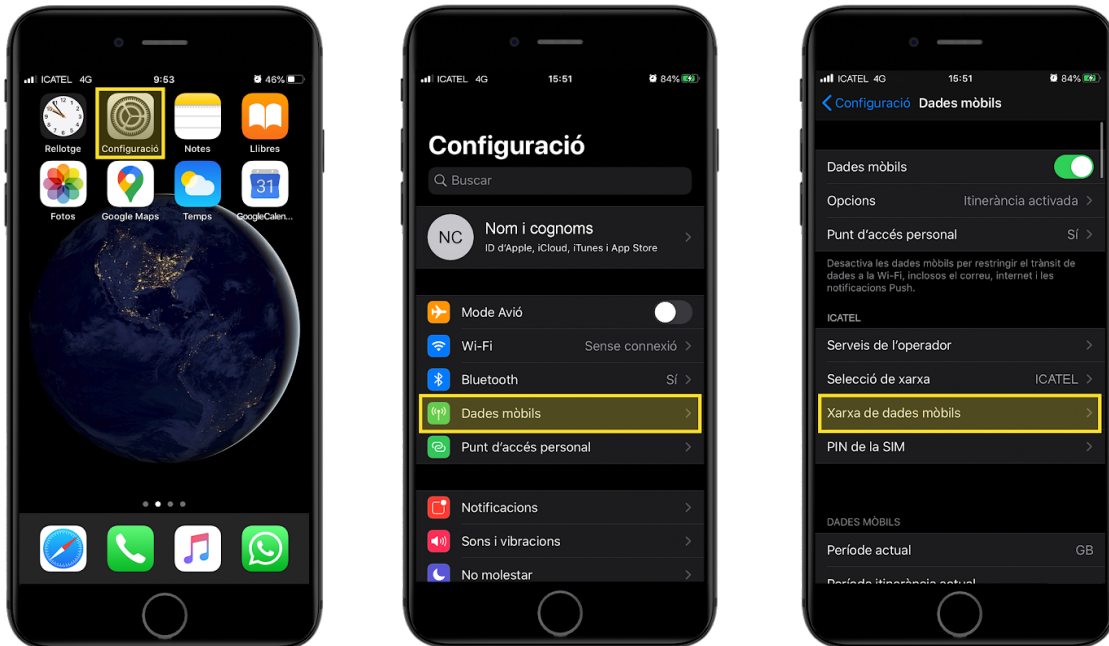 ICATEL 4G 9:53 46%
Rellotge Configuració Notes Llibres
31
Fotos Google Maps Temps GoogleCalen...
ICATEL 4G 15:51 84%
Configuració
Buscar
NC
Nom i cognoms
ID d'Apple, iCloud, iTunes i App Store
Mode Avió
Wi-Fi Sense connexió
Bluetooth Sí
Dades mòbils
Punt d'accés personal
Notificacions
Sons i vibracions
No molestar
ICATEL 4G 15:51 84%
Configuració Dades mòbils
Dades mòbils
Opcions Itinerància activada
Punt d'accés personal Sí
Desactiva les dades mòbils per restringir el trànsit de
dades a la Wi-Fi, inclosos el correu, internet i les
notificacions Push.
ICATEL
Serveis de l'operador
Selecció de xarxa ICATEL
Xarxa de dades mòbils
PIN de la SIM
DADES MÒBILS
Període actual GB
Període itinerància actual